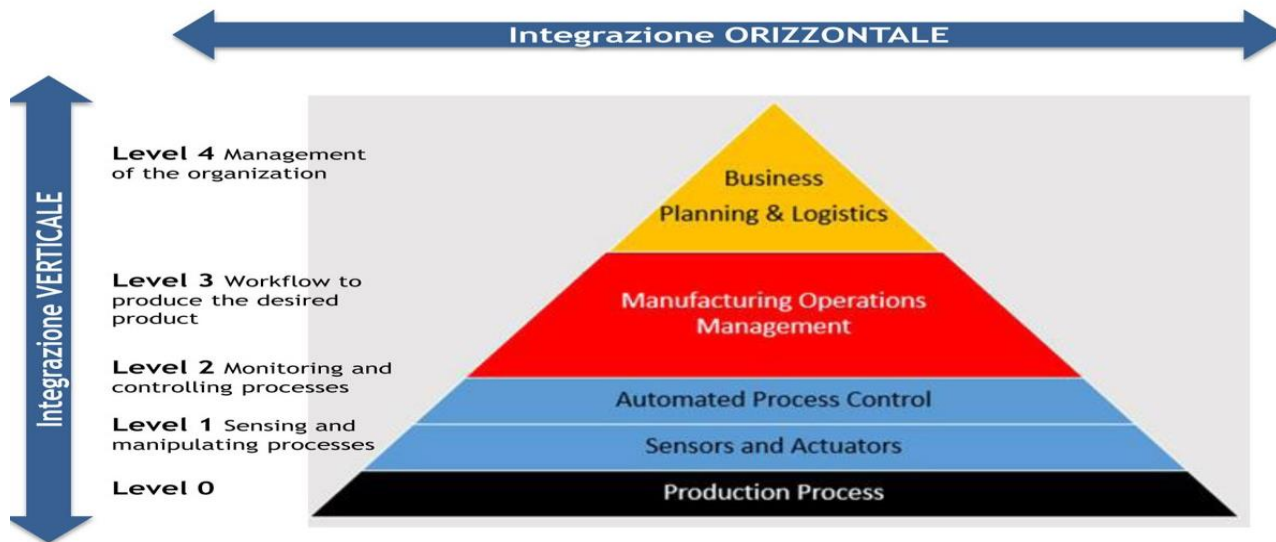 Integrazione ORIZZONTALE
Integrazione VERTICALE
Level 4 Management
of the organization
Business
Planning & Logistics
Level 3 Workflow to
produce the desired
product
Manufacturing Operations
Management
Level 2 Monitoring and
controlling processes
Automated Process Control
Level 1 Sensing and
manipulating processes
Sensors and Actuators
Level 0
Production Process